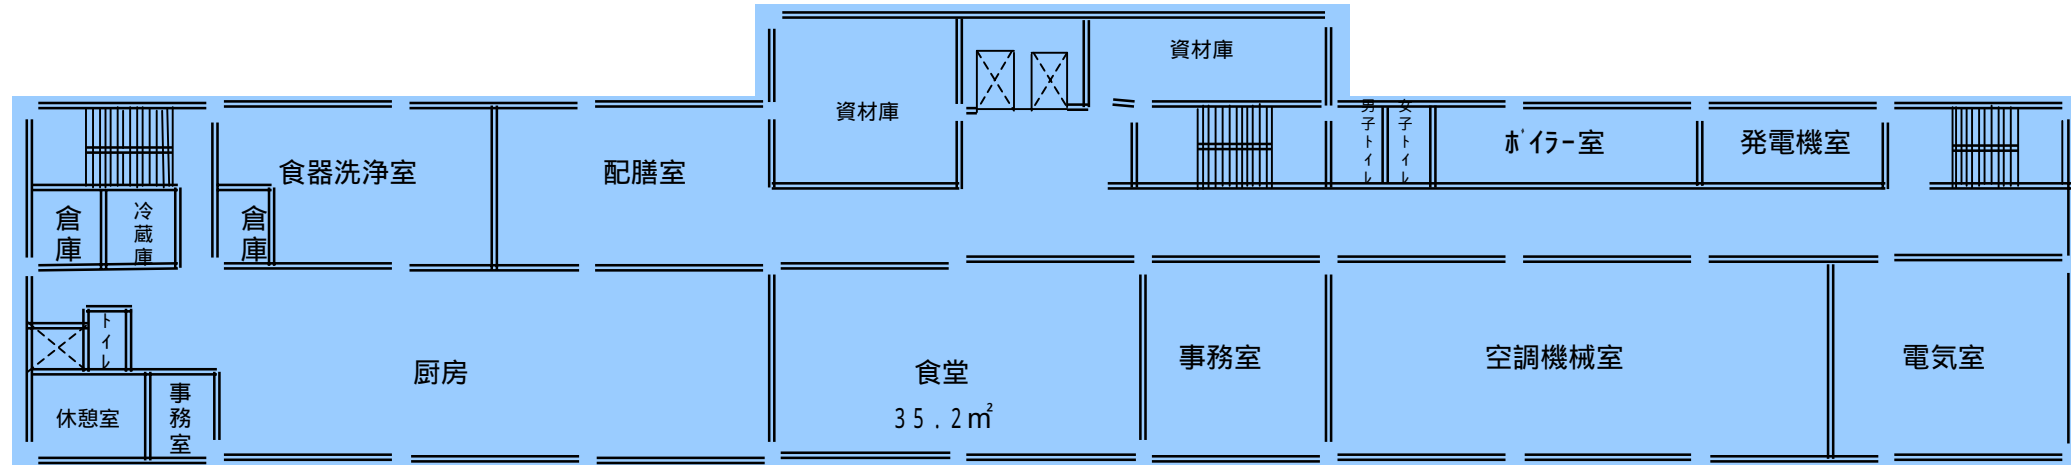 資材庫
資材庫
男子トイレ
女子トイレ
ボイラー室
発電機室
食器洗浄室
配膳室
倉庫
冷蔵庫
倉庫
トイレ
厨房
食堂
35.2㎡
事務室
空調機械室
電気室
休憩室
事務室